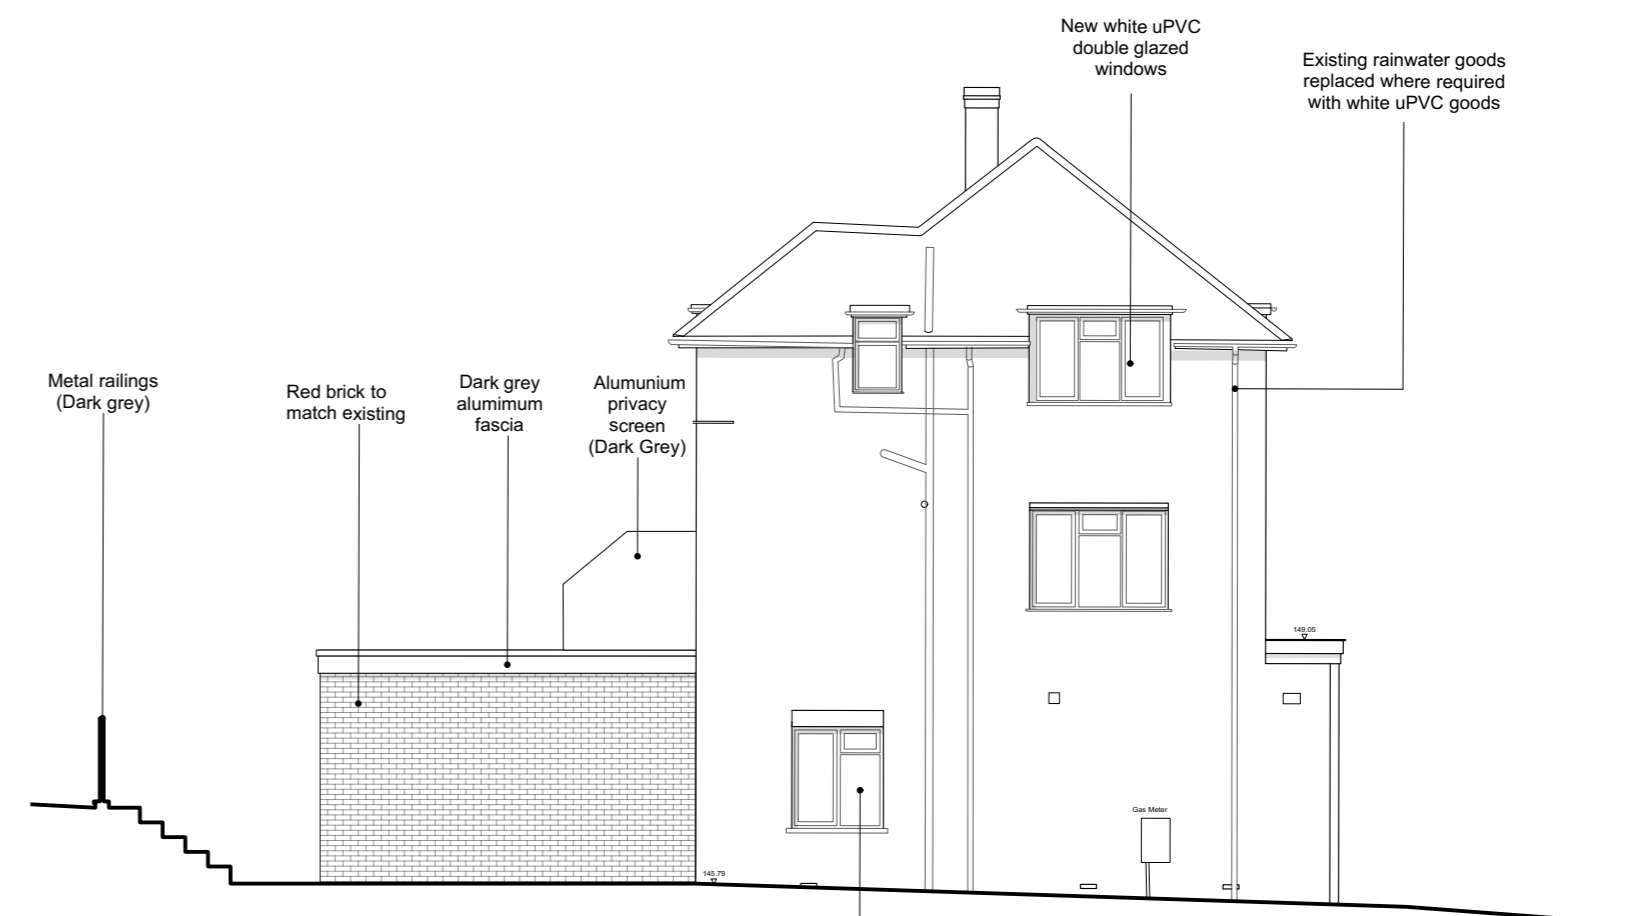 New white uPVC
double glazed
windows
Existing rainwater goods
replaced where required
with white uPVC goods
Metal railings
(Dark grey)
Red brick to
match existing
Dark grey
alumimum
fascia
Alumunium
privacy
screen
(Dark Grey)
149.05
Gas Meter
145.79